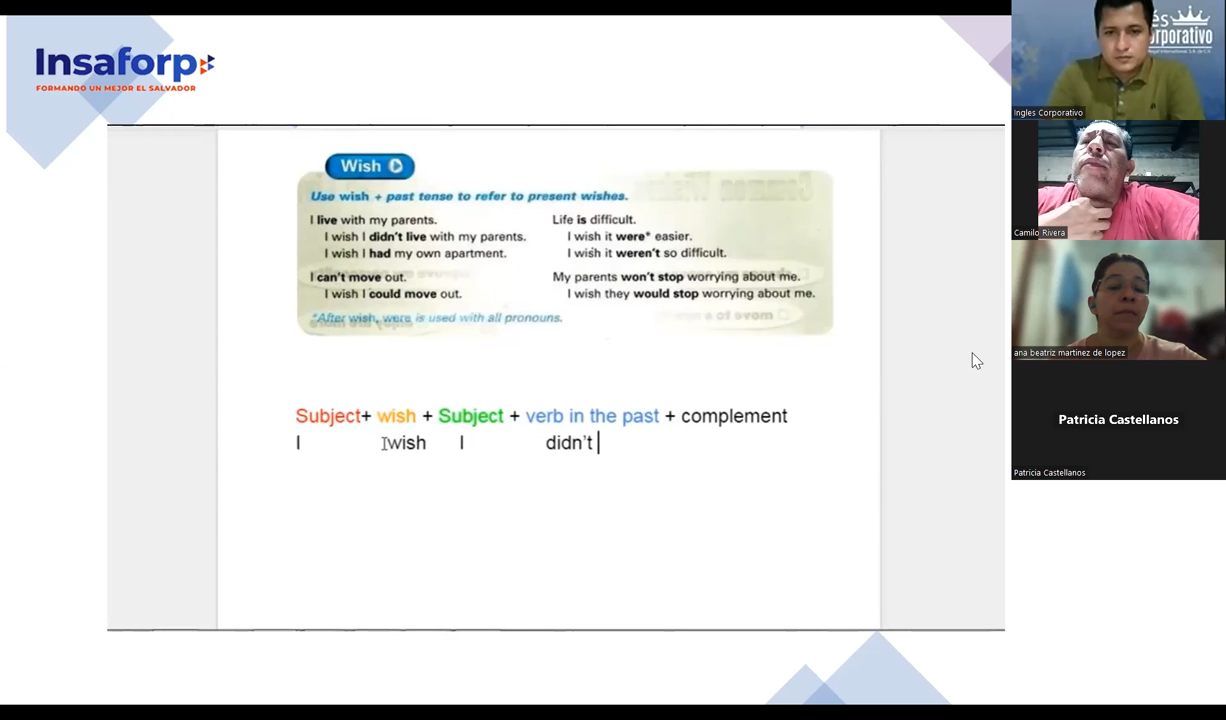 Insaforp
FORMANDO UN MEJOR EL SALVADOR
Wish
Use wish + past tense to refer to present wishes.
I live with my parents.
I wish I didn't live with my parents.
I wish I had my own apartment.
I can't move out.
I wish I could move out.
Life is difficult.
I wish it were* easier.
I wish it weren't so difficult.
My parents won't stop worrying about me.
I wish they would stop worrying about me.
*After wish, were is used with all pronouns.
Subject+ wish + Subject + verb in the past + complement
I wish I didn't
és
orporativo
Ingles Corporativo
Camilo Rivera
ana beatriz martinez de lopez
Patricia Castellanos
Patricia Castellanos